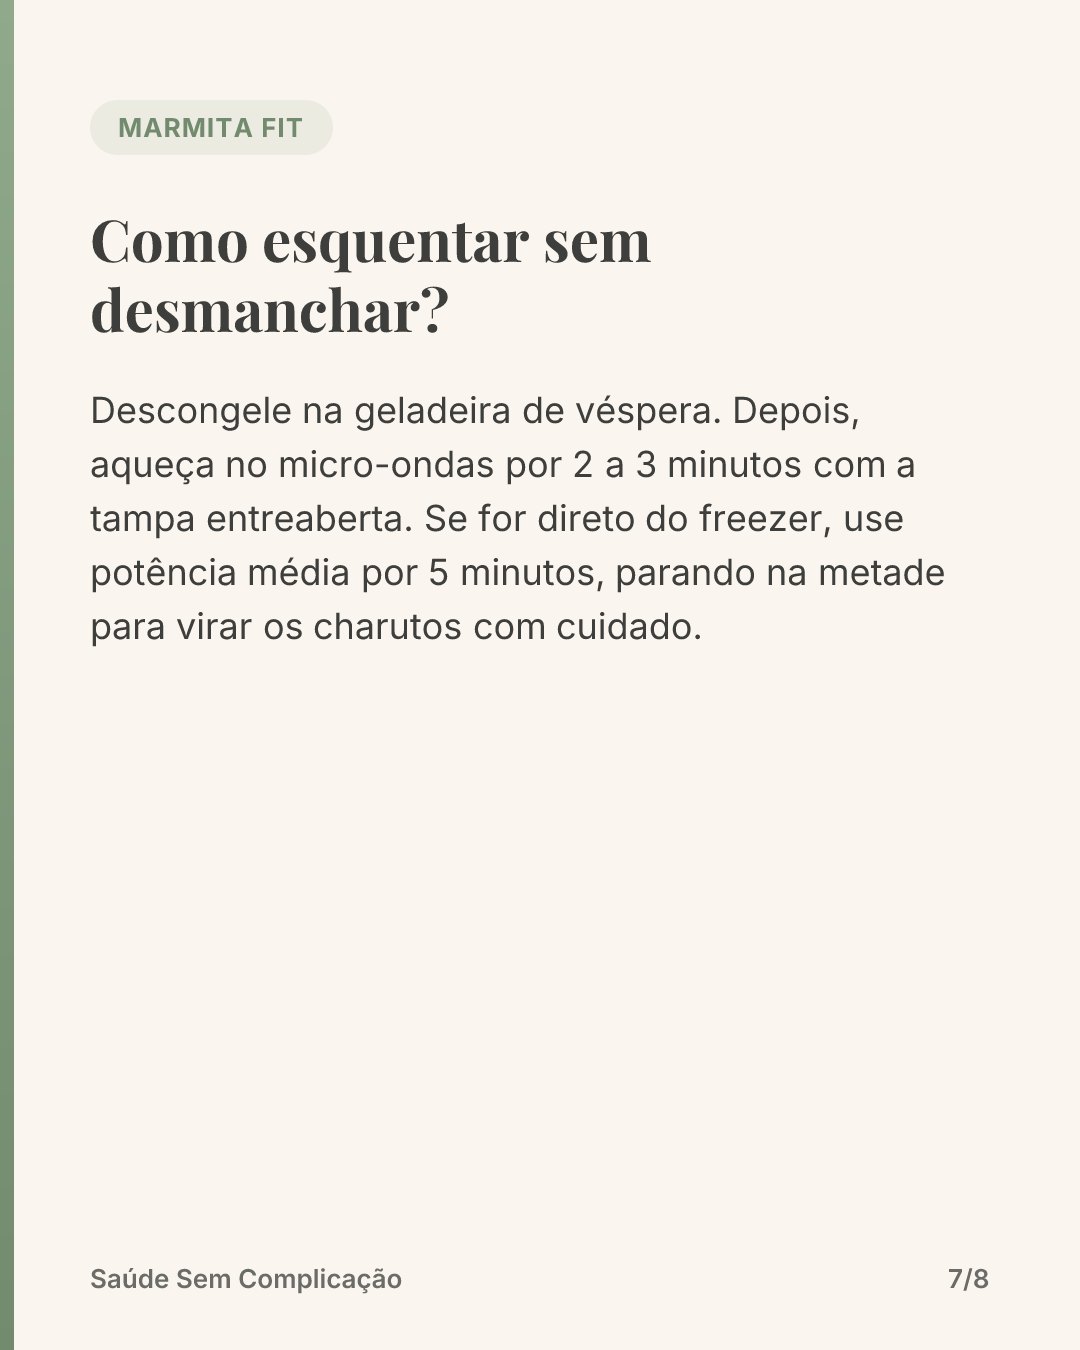 MARMITA FIT
Como esquentar sem
desmanchar?
Descongele na geladeira de véspera. Depois,
aqueça no micro-ondas por 2 a 3 minutos com a
tampa entreaberta. Se for direto do freezer, use
potência média por 5 minutos, parando na metade
para virar os charutos com cuidado.
Saúde Sem Complicação
7/8